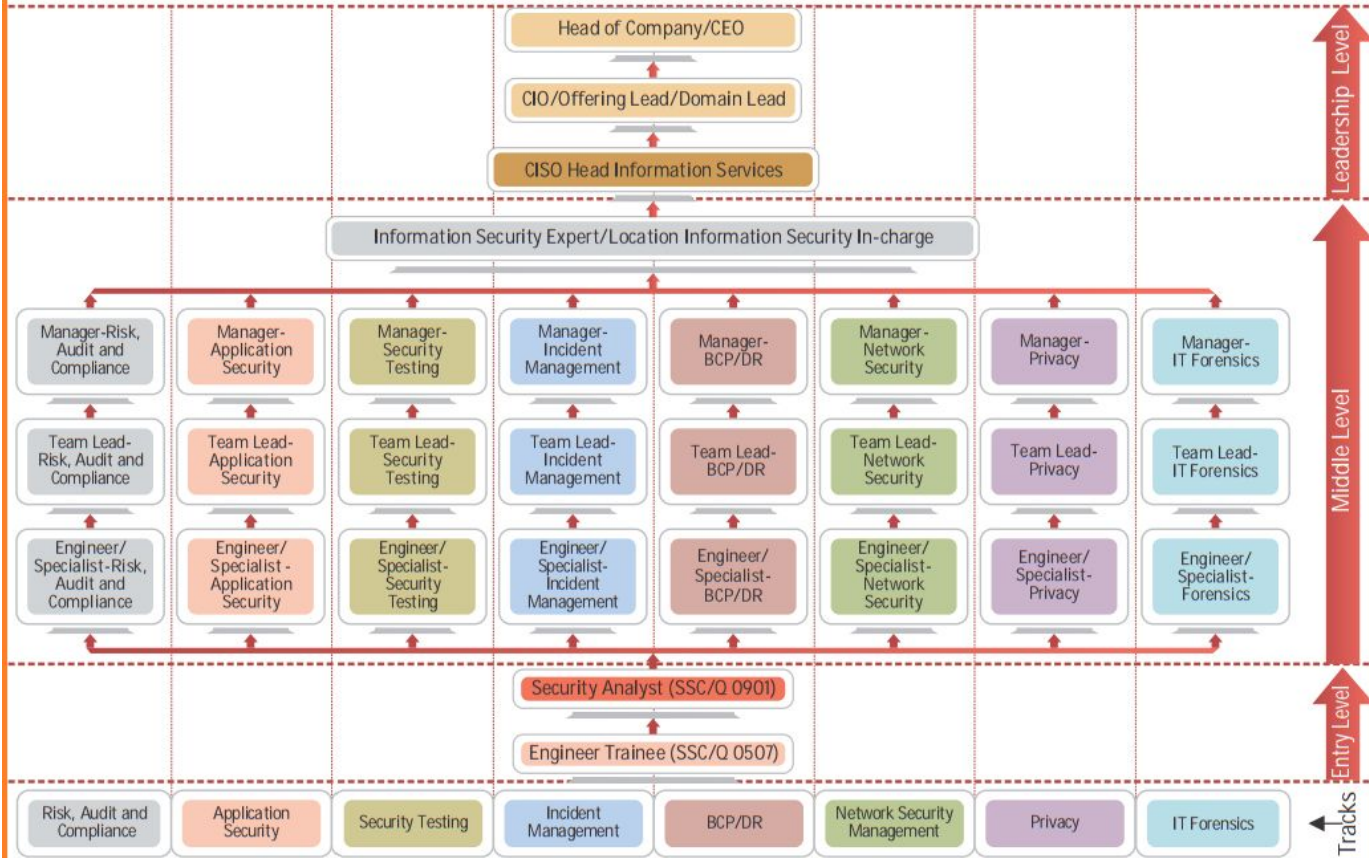 Head of Company/CEO
CIO/Offering Lead/Domain Lead
CISO Head Information Services
Leadership Level
Information Security Expert/Location Information Security In-charge
Manager-Risk,
Audit and
Compliance
Manager-
Application
Security
Manager-
Security
Testing
Manager-
Incident
Management
Manager-
BCP/DR
Manager-
Network
Security
Manager-
Privacy
Manager-
IT Forensics
Team Lead-
Risk, Audit and
Compliance
Team Lead-
Application
Security
Team Lead-
Security
Testing
Team Lead-
Incident
Management
Team Lead-
BCP/DR
Team Lead-
Network
Security
Team Lead-
Privacy
Team Lead-
IT Forensics
Engineer/
Specialist-Risk,
Audit and
Compliance
Engineer/
Specialist -
Application
Security
Engineer/
Specialist-
Security
Testing
Engineer/
Specialist-
Incident
Management
Engineer/
Specialist-
BCP/DR
Engineer/
Specialist-
Network
Security
Engineer/
Specialist-
Privacy
Engineer/
Specialist-
Forensics
Middle Level
Security Analyst (SSC/Q 0901)
Engineer Trainee (SSC/Q 0507)
Entry Level
Risk, Audit and
Compliance
Application
Security
Security Testing
Incident
Management
BCP/DR
Network Security
Management
Privacy
IT Forensics
Tracks